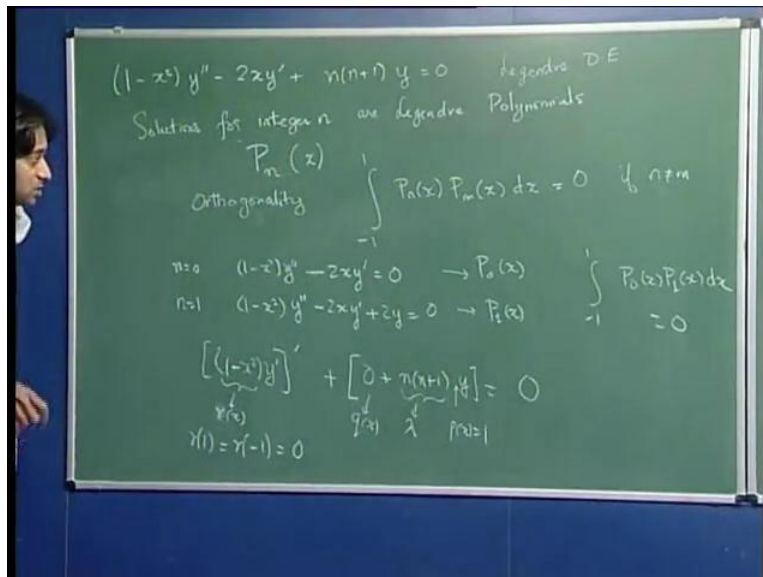 (1 - x²) y'' - 2xy' + n(n+1) y = 0 Legendre D E
Solutions for integer n are Legendre Polynomials
Pₙ(x)
Orthogonality ∫₋₁¹ Pₙ(x) Pₘ(x) dx = 0 if n≠m
n=0 (1-x²)y'' - 2xy' = 0 → P₀(x) ∫₋₁¹ P₀(x)P₁(x)dx
n=1 (1-x²) y'' - 2xy' + 2y = 0 → P₁(x) = 0
[(1-x²)y']' + [0 + n(n+1) . y] = 0
r(x) q(x) λ p(x)=1
r(1) = r(-1) = 0